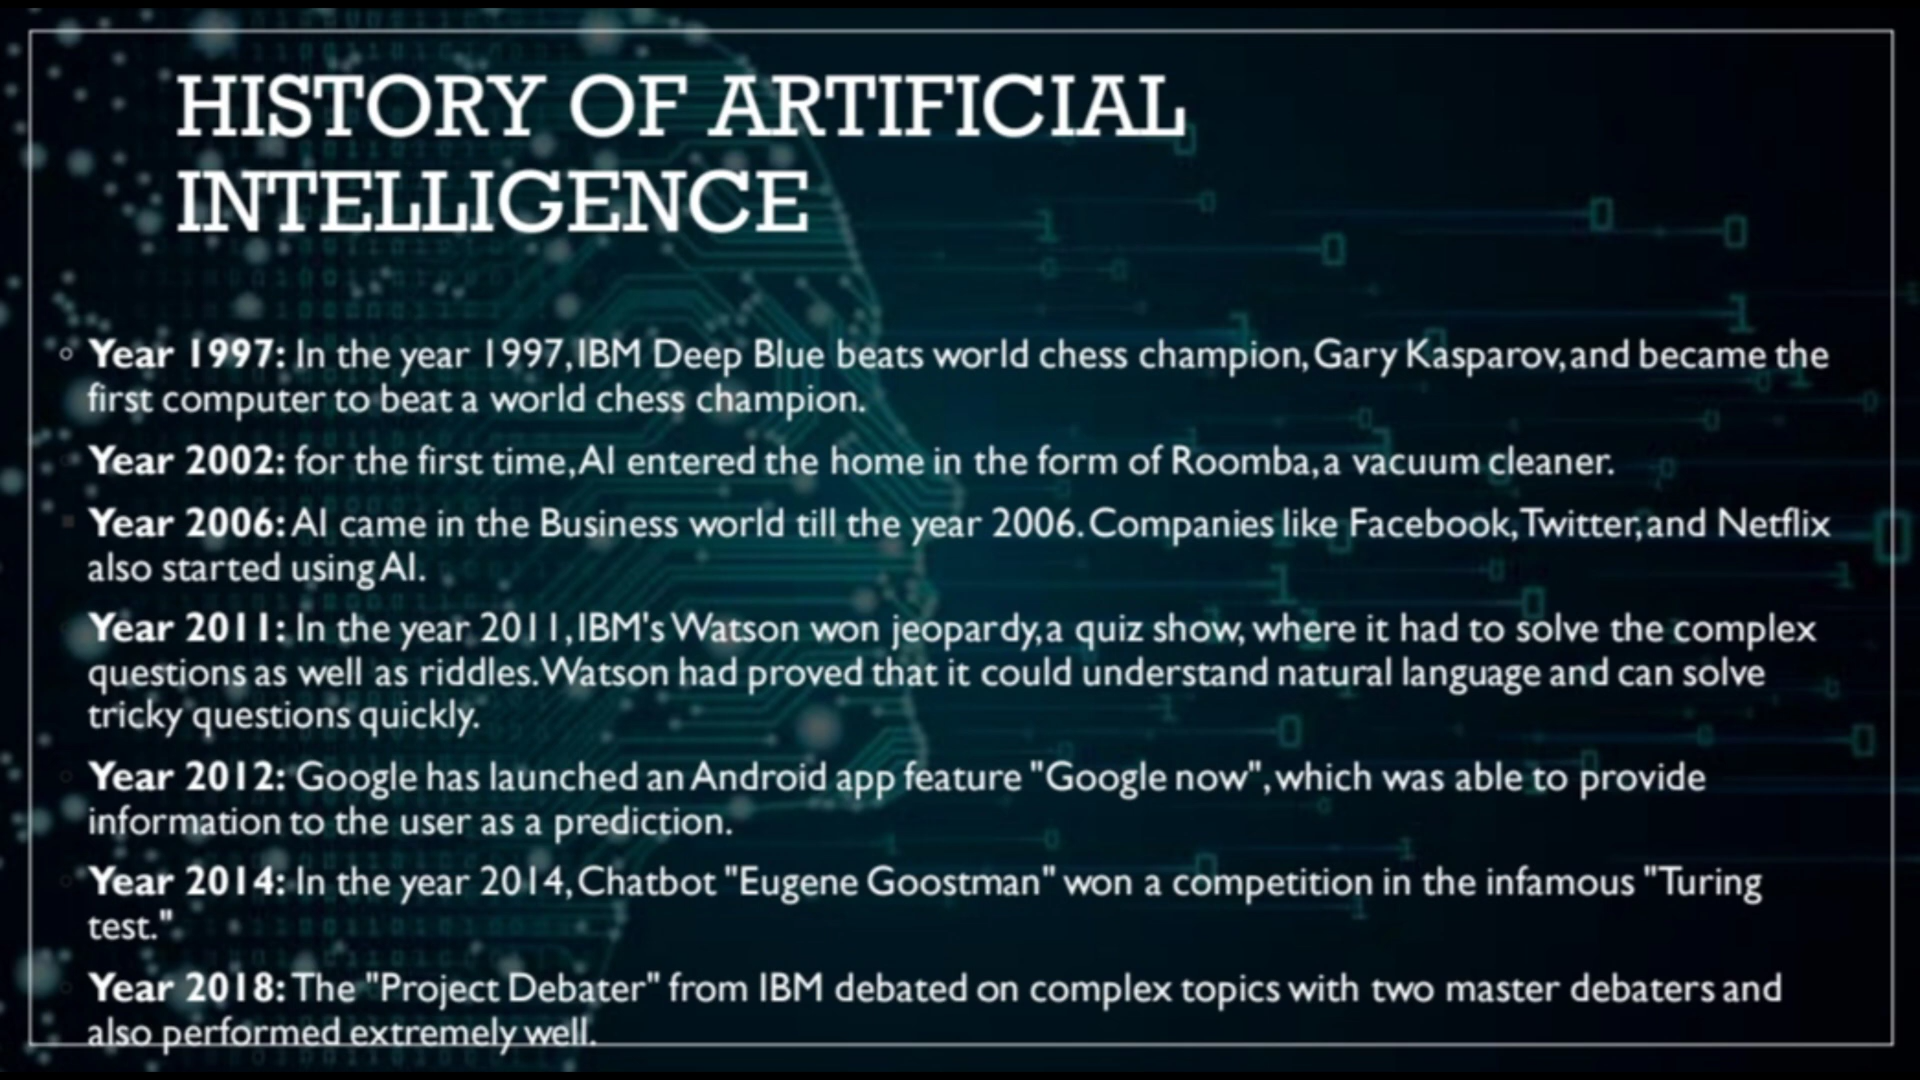 HISTORY OF ARTIFICIAL
INTELLIGENCE
Year 1997: In the year 1997, IBM Deep Blue beats world chess champion, Gary Kasparov, and became the
first computer to beat a world chess champion.
Year 2002: for the first time, AI entered the home in the form of Roomba, a vacuum cleaner.
Year 2006: AI came in the Business world till the year 2006. Companies like Facebook, Twitter, and Netflix
also started using AI.
Year 2011: In the year 2011, IBM's Watson won jeopardy, a quiz show, where it had to solve the complex
questions as well as riddles. Watson had proved that it could understand natural language and can solve
tricky questions quickly.
Year 2012: Google has launched an Android app feature "Google now", which was able to provide
information to the user as a prediction.
Year 2014: In the year 2014, Chatbot "Eugene Goostman" won a competition in the infamous "Turing
test."
Year 2018: The "Project Debater" from IBM debated on complex topics with two master debaters and
also performed extremely well.